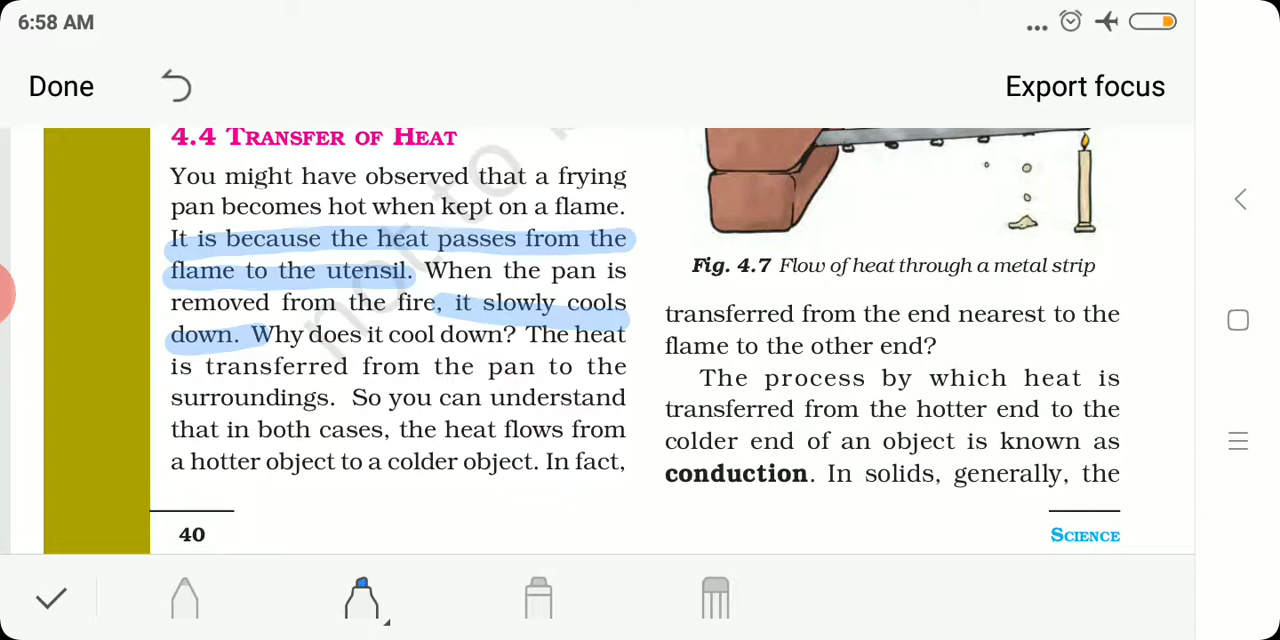 6:58 AM
Done
Export focus
4.4 TRANSFER OF HEAT
You might have observed that a frying
pan becomes hot when kept on a flame.
It is because the heat passes from the
flame to the utensil. When the pan is
removed from the fire, it slowly cools
down. Why does it cool down? The heat
is transferred from the pan to the
surroundings. So you can understand
that in both cases, the heat flows from
a hotter object to a colder object. In fact,
40
Fig. 4.7 Flow of heat through a metal strip
transferred from the end nearest to the
flame to the other end?
The process by which heat is
transferred from the hotter end to the
colder end of an object is known as
conduction. In solids, generally, the
SCIENCE
not to